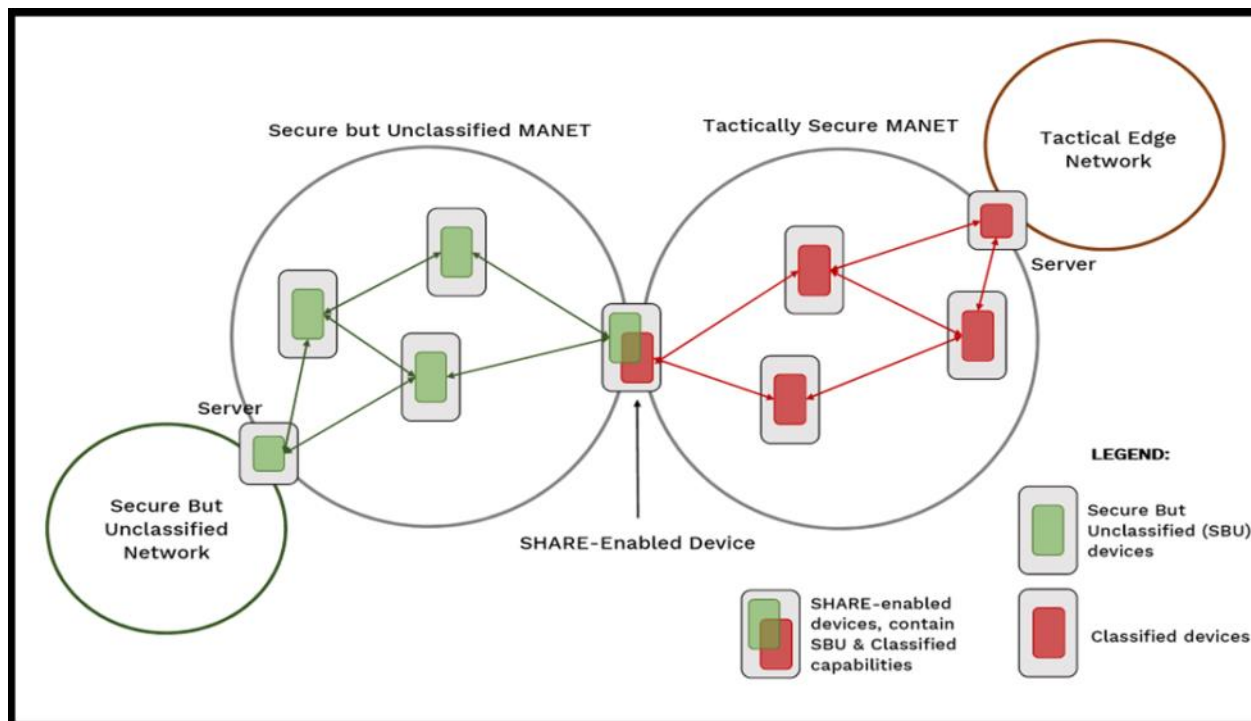 Secure but Unclassified MANET
Tactically Secure MANET
Tactical Edge
Network
Server
Server
Secure But
Unclassified
Network
SHARE-Enabled Device
LEGEND:
Secure But
Unclassified (SBU)
devices
SHARE-enabled
devices, contain
SBU & Classified
capabilities
Classified devices